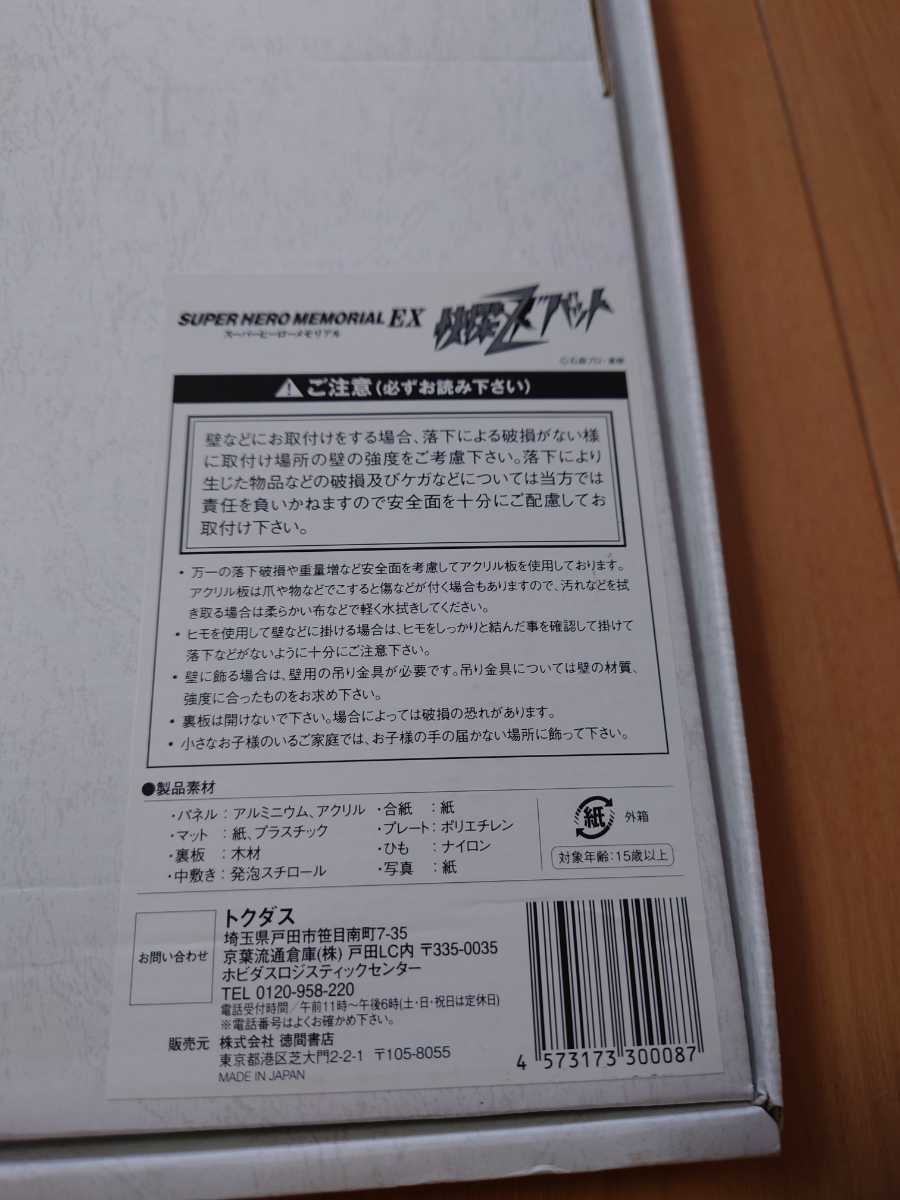 SUPER HERO MEMORIAL EX 快傑ズバット
スーパーヒーローメモリアル
©石森プロ・東映
ご注意（必ずお読み下さい）
壁などにお取付けをする場合、落下による破損がない様
に取付け場所の壁の強度をご考慮下さい。落下により
生じた物品などの破損及びケガなどについては当方では
責任を負いかねますので安全面を十分にご配慮してお
取付け下さい。
・万一の落下破損や重量増など安全面を考慮してアクリル板を使用しております。
アクリル板は爪や物などでこすると傷などが付く場合もありますので、汚れなどを拭
き取る場合は柔らかい布などで軽く水拭きしてください。
・ヒモを使用して壁などに掛ける場合は、ヒモをしっかりと結んだ事を確認して掛けて
落下などがないように十分にご注意下さい。
・壁に飾る場合は、壁用の吊り金具が必要です。吊り金具については壁の材質、
強度に合ったものをお求め下さい。
・裏板は開けないで下さい。場合によっては破損の恐れがあります。
・小さなお子様のいるご家庭では、お子様の手の届かない場所に飾って下さい。
●製品素材
・パネル：アルミニウム、アクリル ・合紙 ：紙
・マット ：紙、プラスチック ・プレート：ポリエチレン
・裏板 ：木材 ・ひも ：ナイロン
・中敷き：発泡スチロール ・写真 ：紙
紙 外箱
対象年齢：15歳以上
お問い合わせ
トクダス
埼玉県戸田市笹目南町7-35
京葉流通倉庫(株) 戸田LC内 〒335-0035
ホビダスロジスティックセンター
TEL 0120-958-220
電話受付時間／午前11時〜午後6時(土・日・祝日は定休日)
※電話番号はよくお確かめ下さい。
販売元 株式会社 徳間書店
東京都港区芝大門2-2-1 〒105-8055
MADE IN JAPAN
4 573173 300087